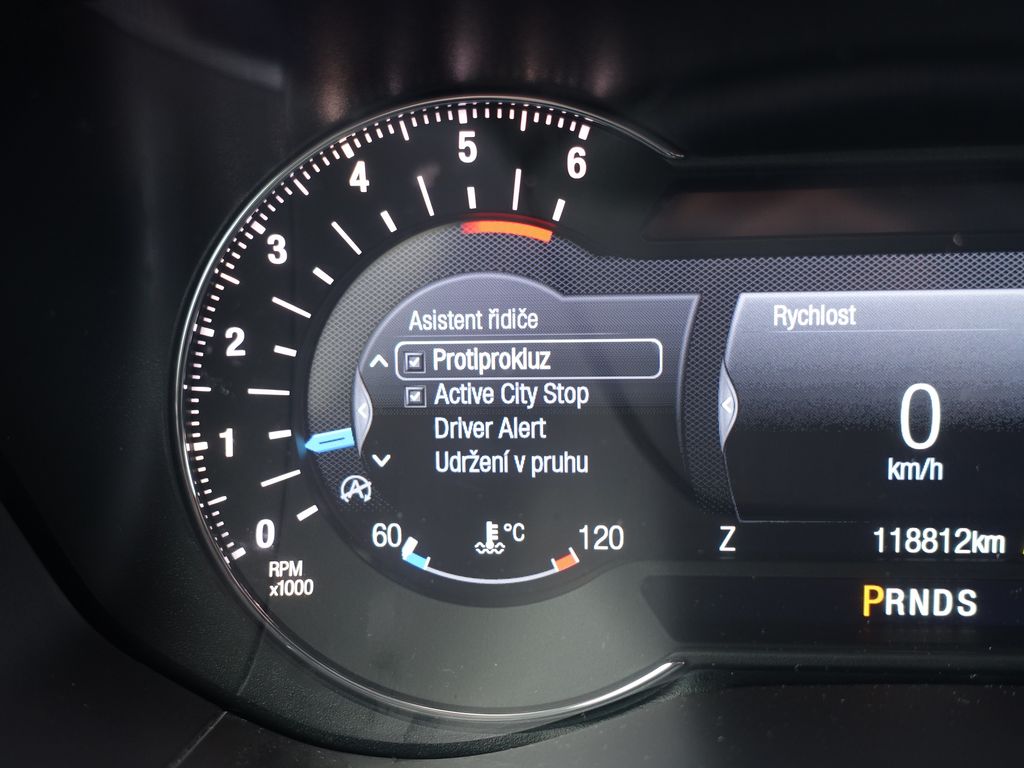 6
5
4
3
2
1
0
RPM
x1000
Asistent řidiče
Protiprokluz
Active City Stop
Driver Alert
Udržení v pruhu
60
°C
120
Rychlost
0
km/h
Z
118812km
PRNDS